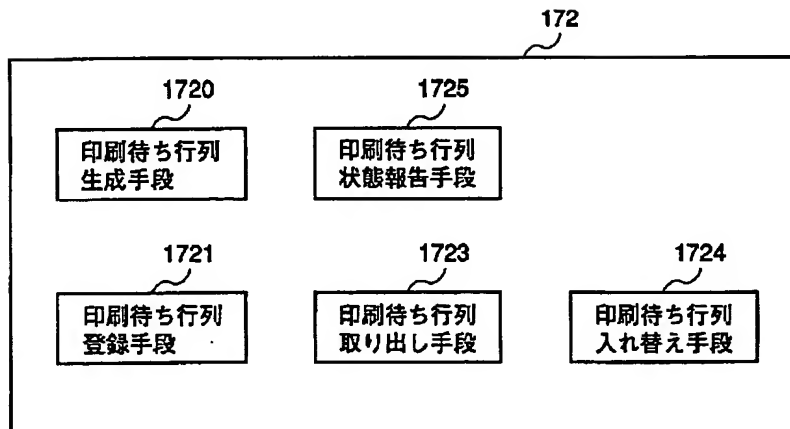 172
1720
印刷待ち行列
生成手段
1725
印刷待ち行列
状態報告手段
1721
印刷待ち行列
登録手段
1723
印刷待ち行列
取り出し手段
1724
印刷待ち行列
入れ替え手段